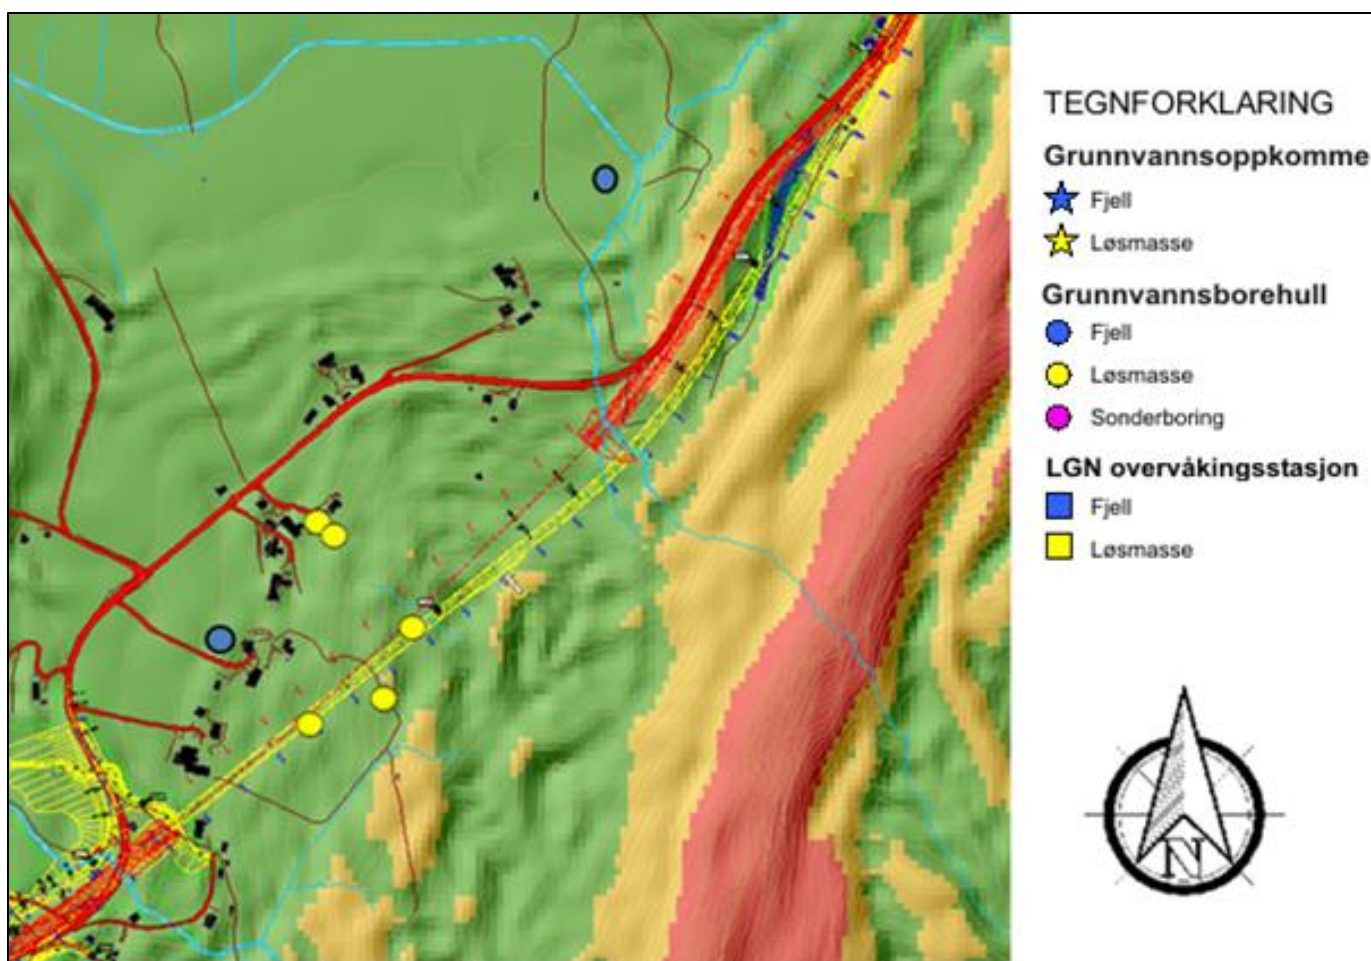 TEGNFORKLARING
Grunnvannsoppkomme
Fjell
Løsmasse
Grunnvannsborehull
Fjell
Løsmasse
Sonderboring
LGN overvåkingsstasjon
Fjell
Løsmasse
N